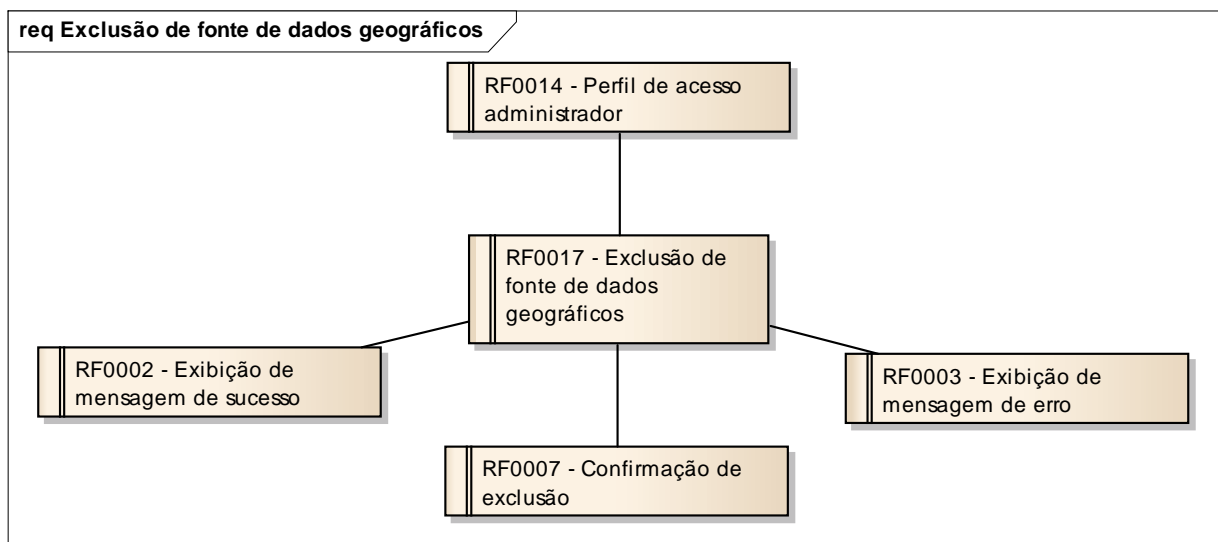 req Exclusão de fonte de dados geográficos
RF0014 - Perfil de acesso
administrador
RF0017 - Exclusão de
fonte de dados
geográficos
RF0002 - Exibição de
mensagem de sucesso
RF0003 - Exibição de
mensagem de erro
RF0007 - Confirmação de
exclusão